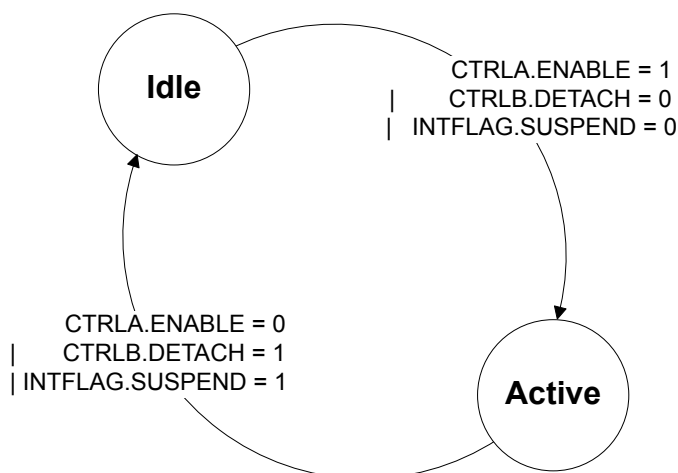 Idle
CTRLA.ENABLE = 1
| CTRLB.DETACH = 0
| INTFLAG.SUSPEND = 0
CTRLA.ENABLE = 0
| CTRLB.DETACH = 1
| INTFLAG.SUSPEND = 1
Active